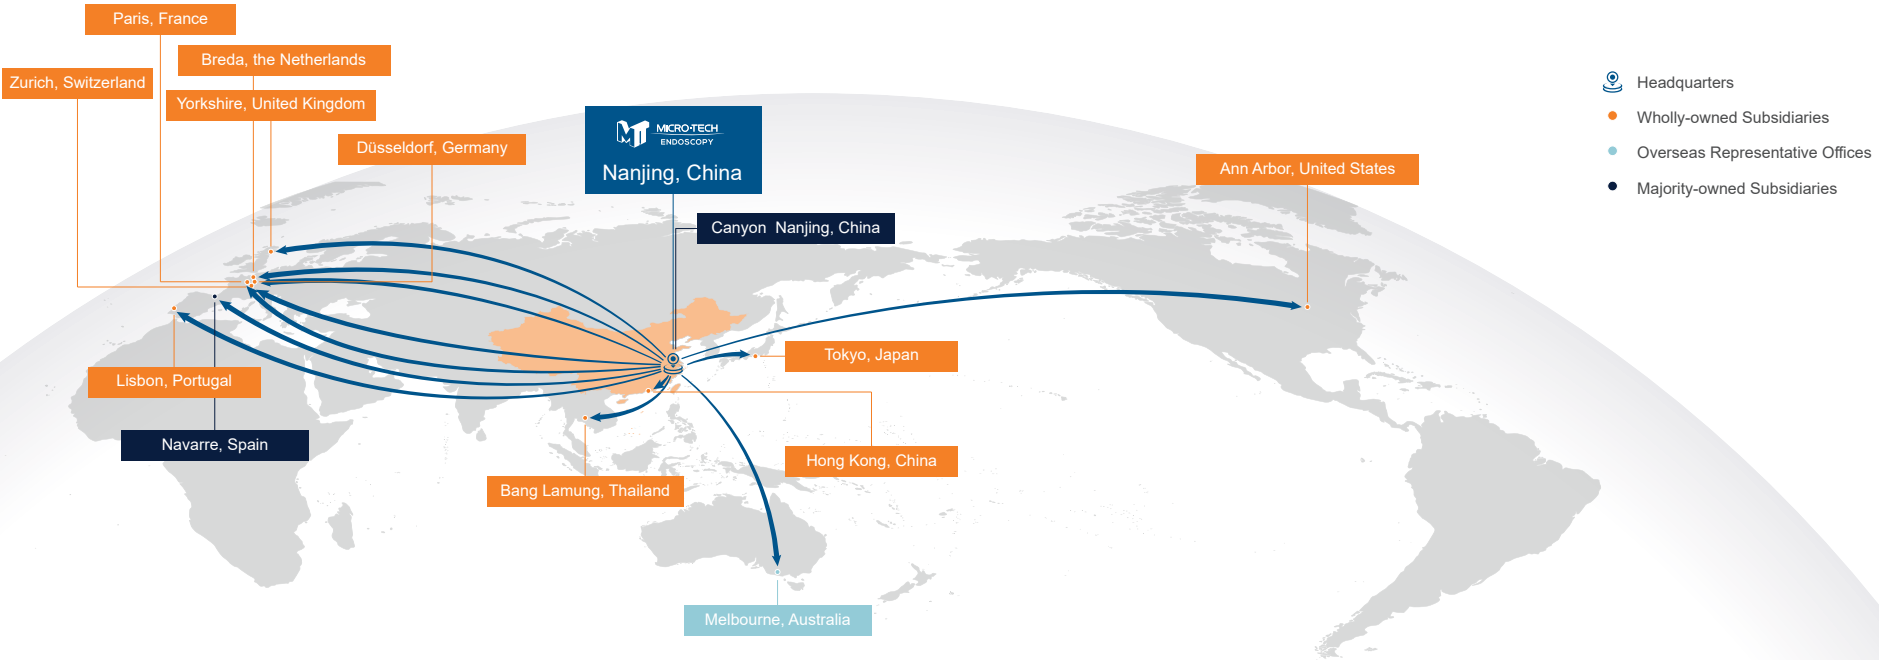 Paris, France
Breda, the Netherlands
Zurich, Switzerland
Yorkshire, United Kingdom
Düsseldorf, Germany
MICRO-TECH
ENDOSCOPY
Nanjing, China
Canyon  Nanjing, China
Ann Arbor, United States
Headquarters
Wholly-owned Subsidiaries
Overseas Representative Offices
Majority-owned Subsidiaries
Tokyo, Japan
Lisbon, Portugal
Navarre, Spain
Hong Kong, China
Bang Lamung, Thailand
Melbourne, Australia